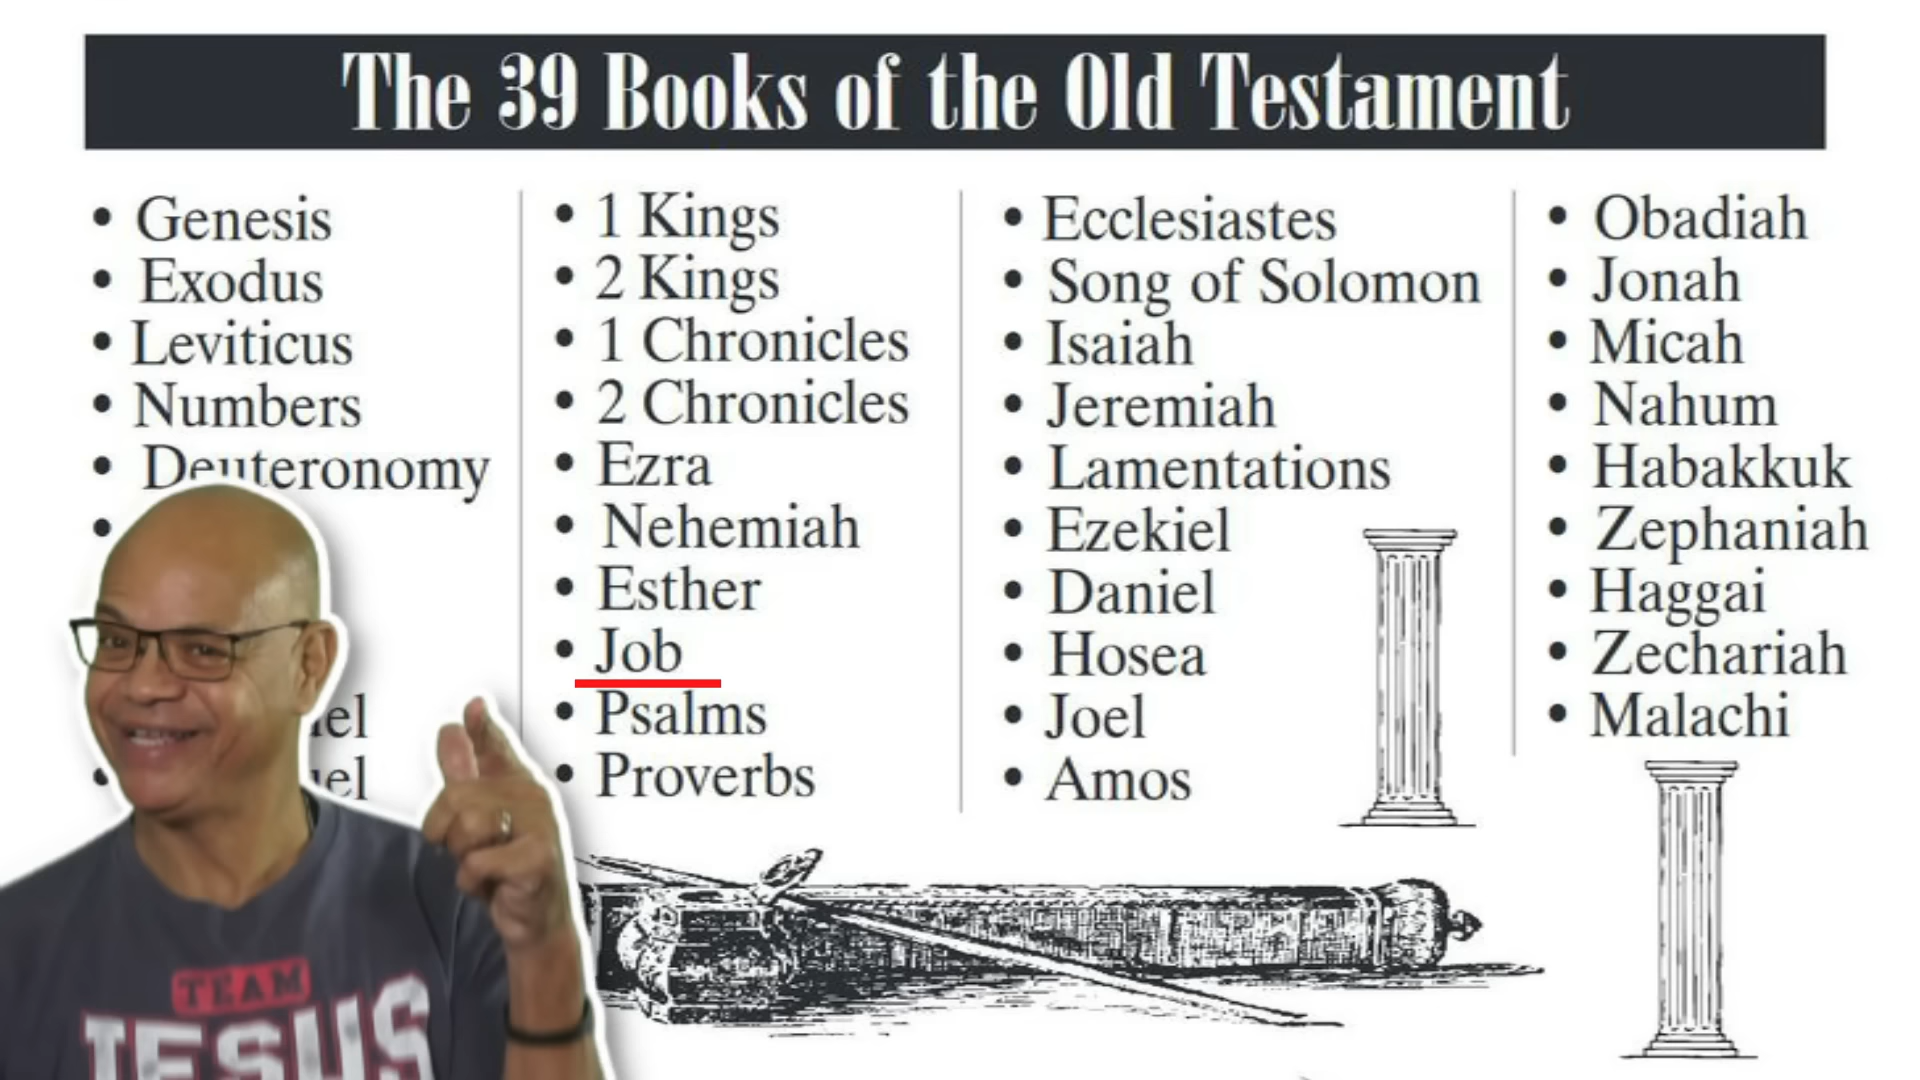 The 39 Books of the Old Testament
• Genesis
• Exodus
• Leviticus
• Numbers
• Deuteronomy
• 1 Kings
• 2 Kings
• 1 Chronicles
• 2 Chronicles
• Ezra
• Nehemiah
• Esther
• Job
• Psalms
• Proverbs
• Ecclesiastes
• Song of Solomon
• Isaiah
• Jeremiah
• Lamentations
• Ezekiel
• Daniel
• Hosea
• Joel
• Amos
• Obadiah
• Jonah
• Micah
• Nahum
• Habakkuk
• Zephaniah
• Haggai
• Zechariah
• Malachi
TEAM
JESUS